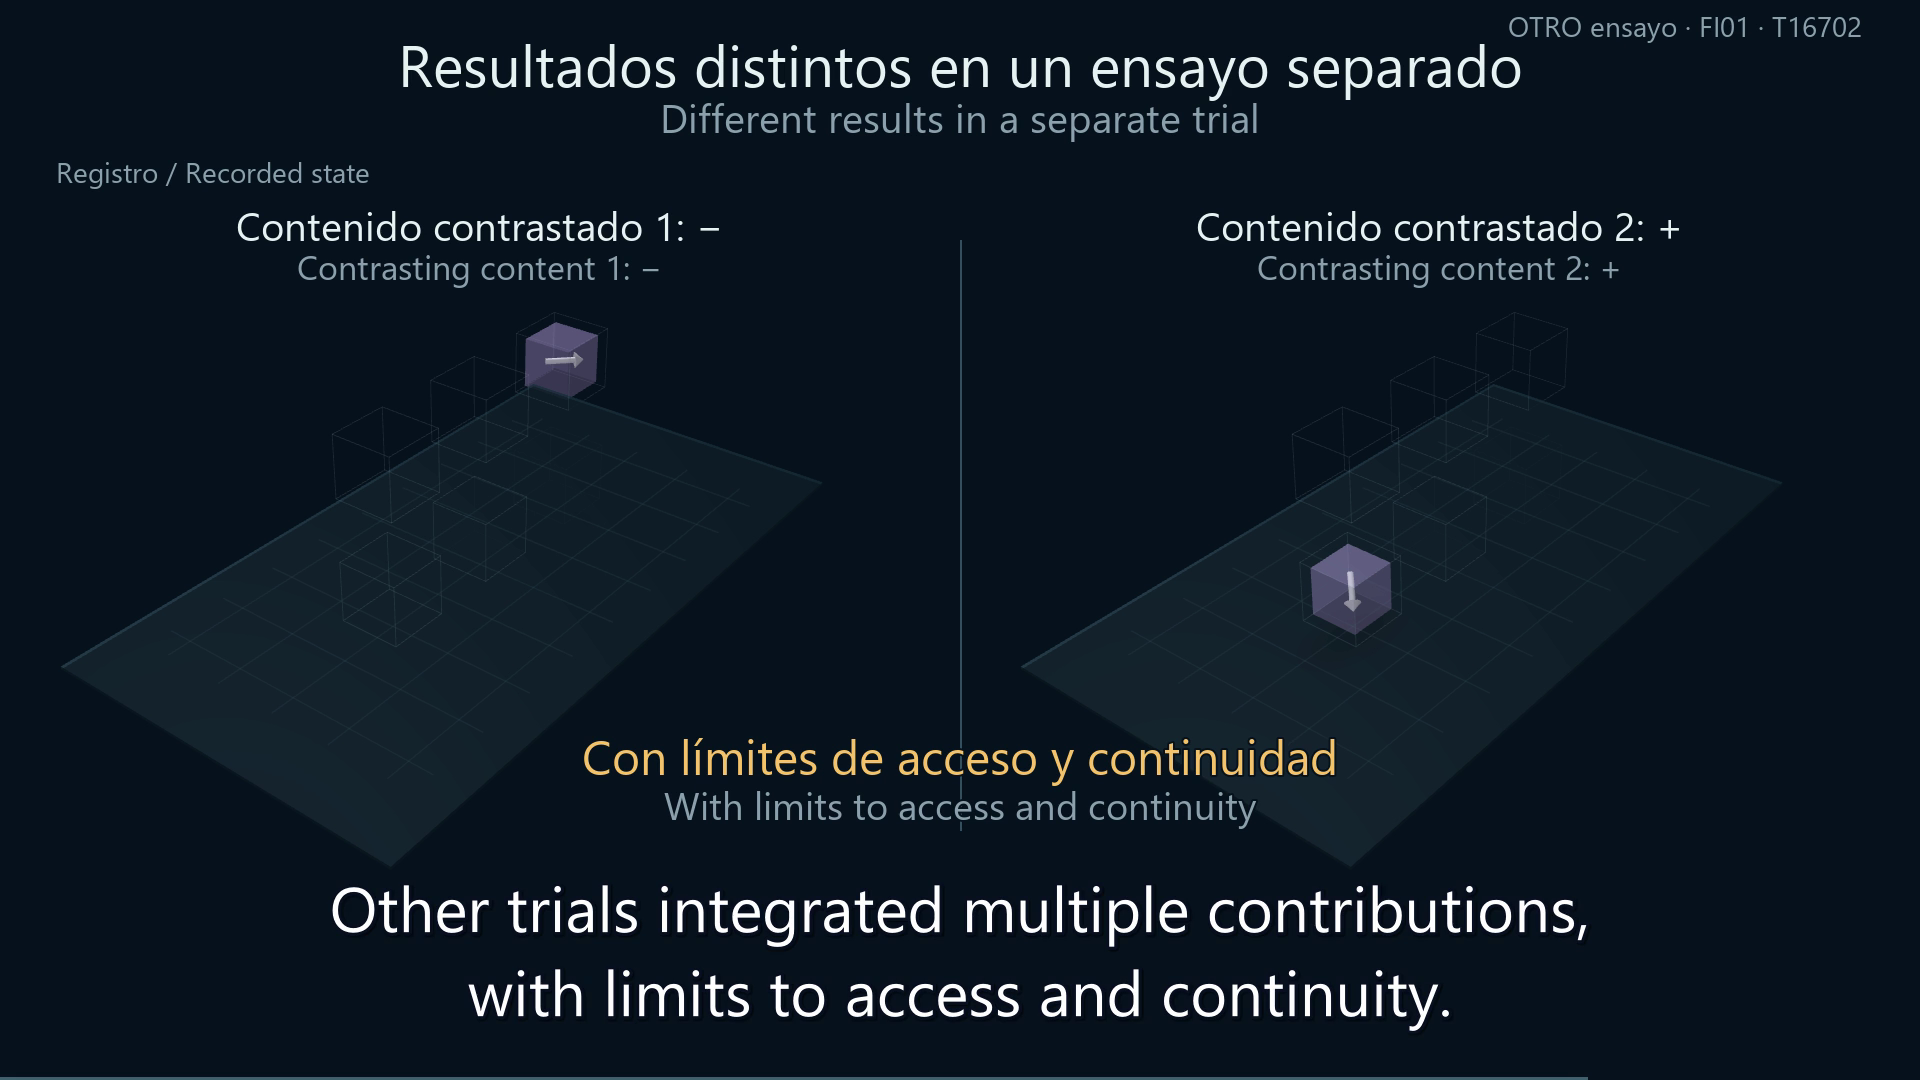 OTRO ensayo · FI01 · T16702
Resultados distintos en un ensayo separado
Different results in a separate trial
Registro / Recorded state
Contenido contrastado 1: −
Contrasting content 1: −
Contenido contrastado 2: +
Contrasting content 2: +
Con límites de acceso y continuidad
With limits to access and continuity
Other trials integrated multiple contributions,
with limits to access and continuity.